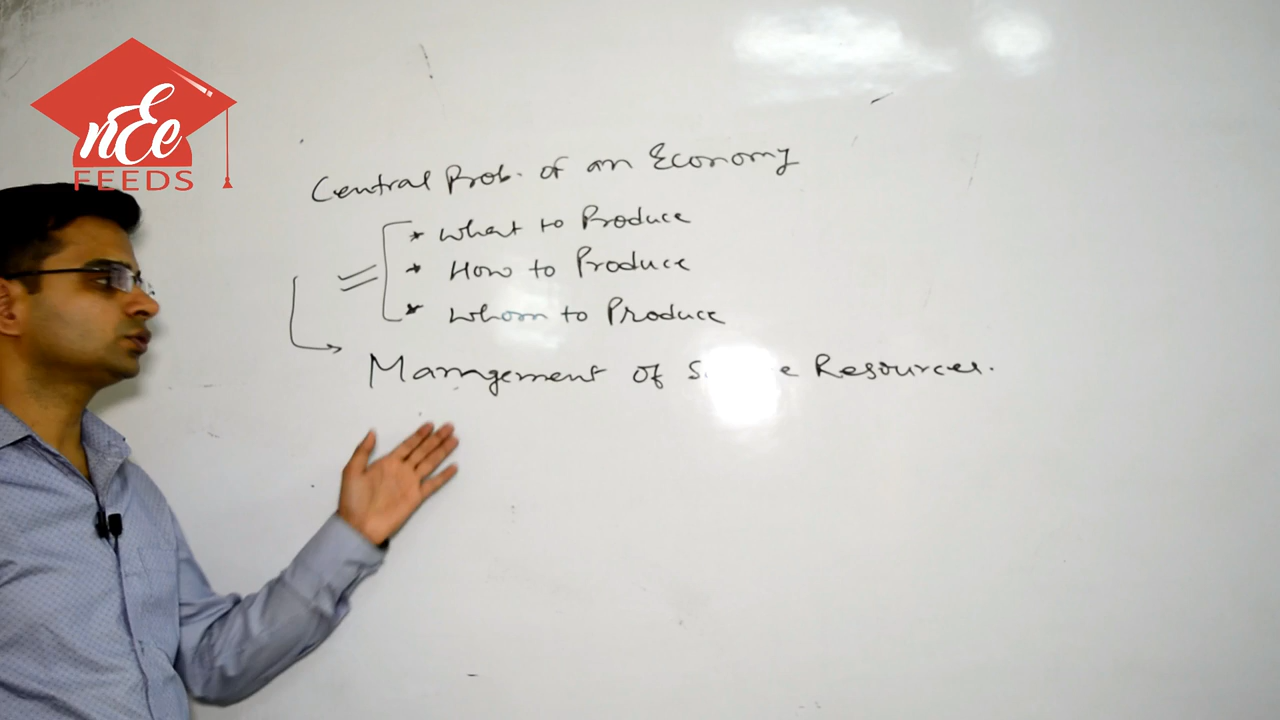 nEe
FEEDS
Central Prob. of an Economy
* What to Produce
* How to Produce
* Whom to Produce
Management of Resources.